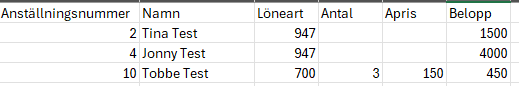 Anställningsnummer Namn Löneart Antal Apris Belopp
2 Tina Test 947 1500
4 Jonny Test 947 4000
10 Tobbe Test 700 3 150 450